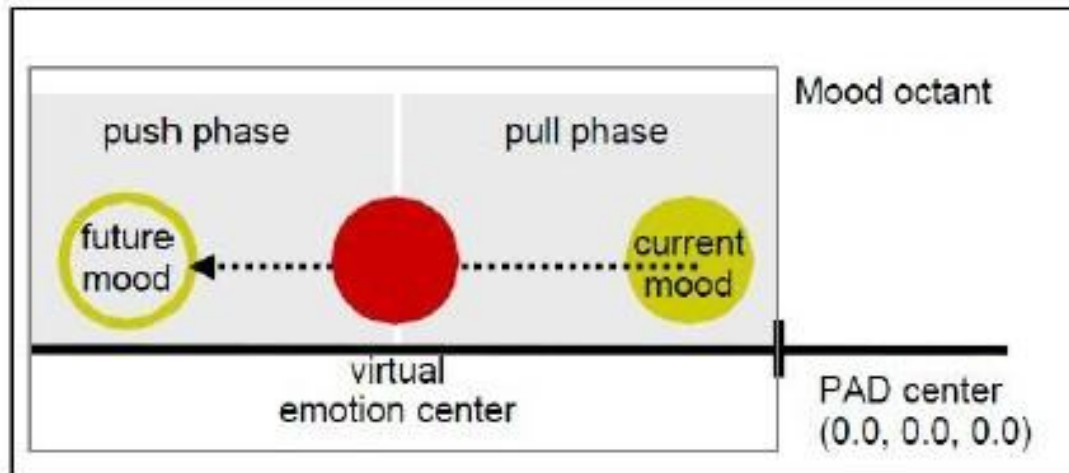 Mood octant
push phase
pull phase
future
mood
current
mood
virtual
emotion center
PAD center
(0.0, 0.0, 0.0)